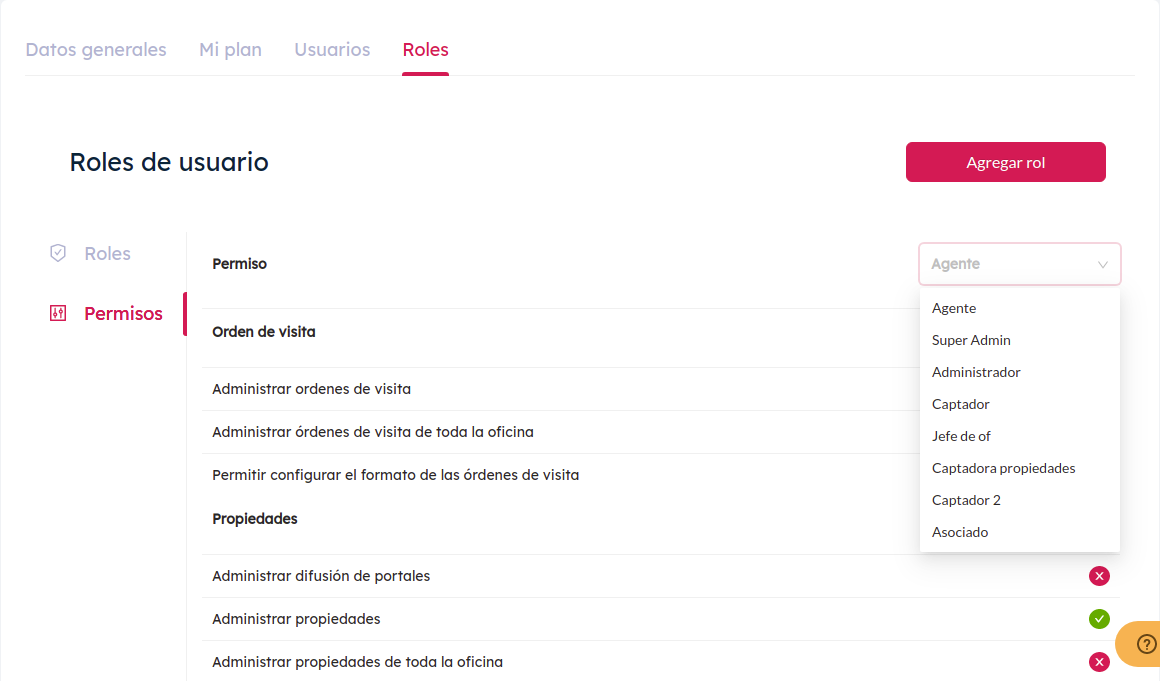 Datos generales Mi plan Usuarios Roles
Roles de usuario
Agregar rol
Roles
Permisos
Permiso
Agente
Agente
Super Admin
Administrador
Captador
Jefe de of
Captadora propiedades
Captador 2
Asociado
Orden de visita
Administrar ordenes de visita
Administrar órdenes de visita de toda la oficina
Permitir configurar el formato de las órdenes de visita
Propiedades
Administrar difusión de portales
Administrar propiedades
Administrar propiedades de toda la oficina
?